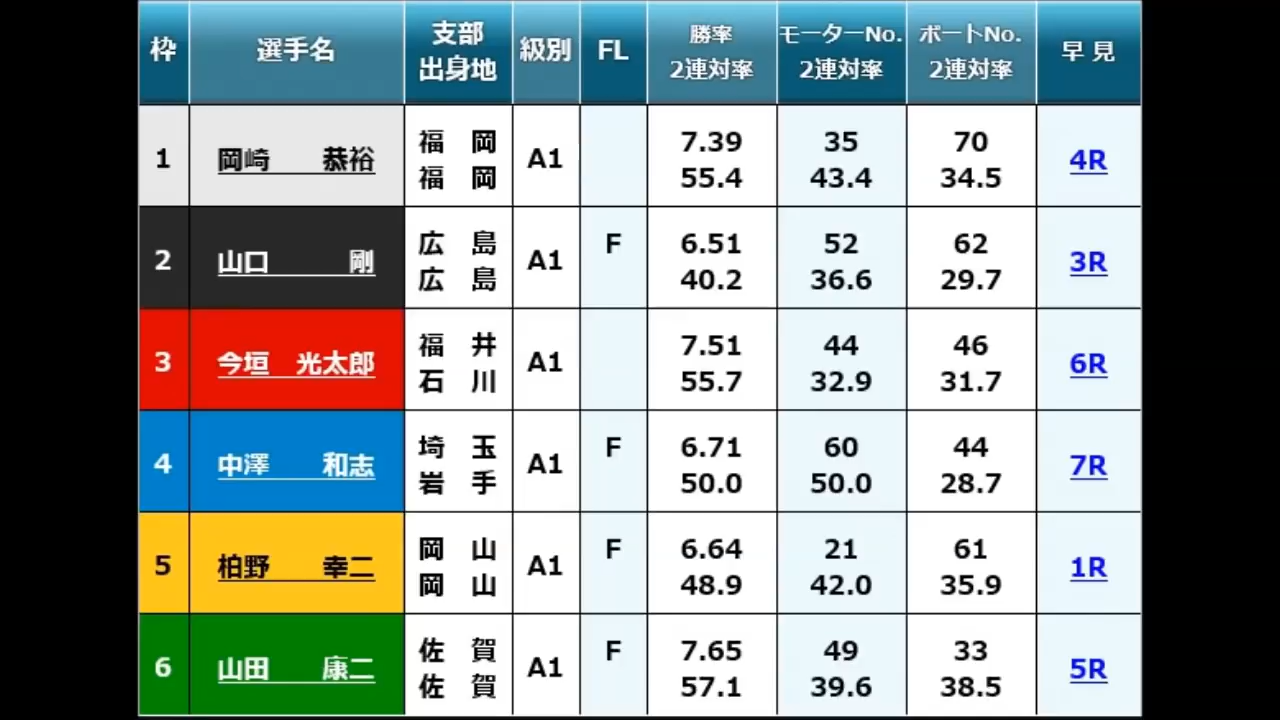 枠 選手名 支部 出身地 級別 FL 勝率 2連対率 モーターNo. 2連対率 ボートNo. 2連対率 早見
1 岡崎 恭裕 福岡 福岡 A1 7.39 55.4 35 43.4 70 34.5 4R
2 山口 剛 広島 広島 A1 F 6.51 40.2 52 36.6 62 29.7 3R
3 今垣 光太郎 福井 石川 A1 7.51 55.7 44 32.9 46 31.7 6R
4 中澤 和志 埼玉 岩手 A1 F 6.71 50.0 60 50.0 44 28.7 7R
5 柏野 幸二 岡山 岡山 A1 F 6.64 48.9 21 42.0 61 35.9 1R
6 山田 康二 佐賀 佐賀 A1 F 7.65 57.1 49 39.6 33 38.5 5R